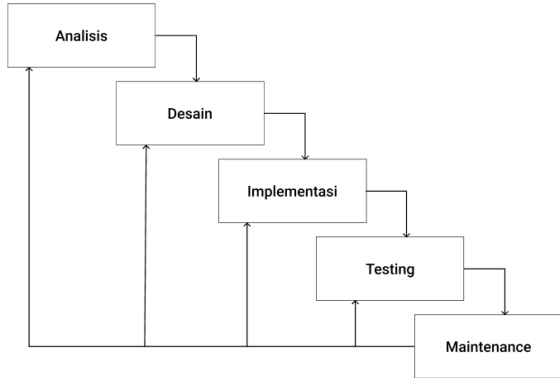 Analisis
Desain
Implementasi
Testing
Maintenance